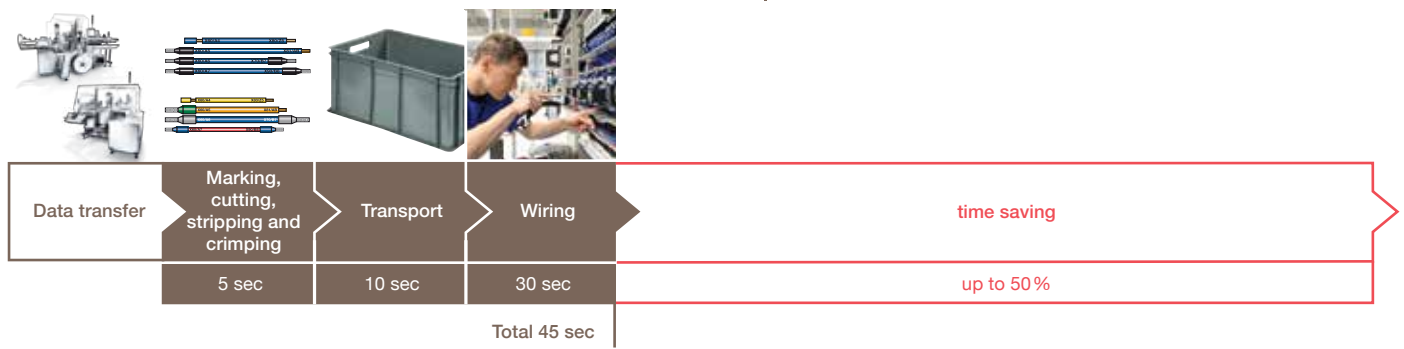 Data transfer
Marking,
cutting,
stripping and
crimping
Transport
Wiring
time saving
5 sec
10 sec
30 sec
up to 50%
Total 45 sec